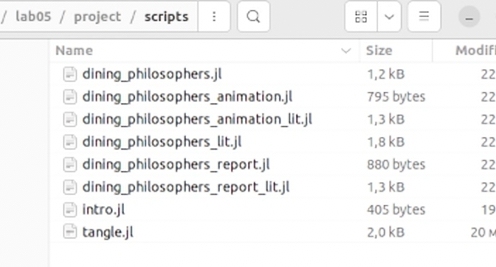 / lab05 / project / scripts
Name Size Modifi
dining_philosophers.jl 1,2 kB 22
dining_philosophers_animation.jl 795 bytes 22
dining_philosophers_animation_lit.jl 1,3 kB 22
dining_philosophers_lit.jl 1,8 kB 22
dining_philosophers_report.jl 880 bytes 22
dining_philosophers_report_lit.jl 1,3 kB 22
intro.jl 405 bytes 19
tangle.jl 2,0 kB 20 м